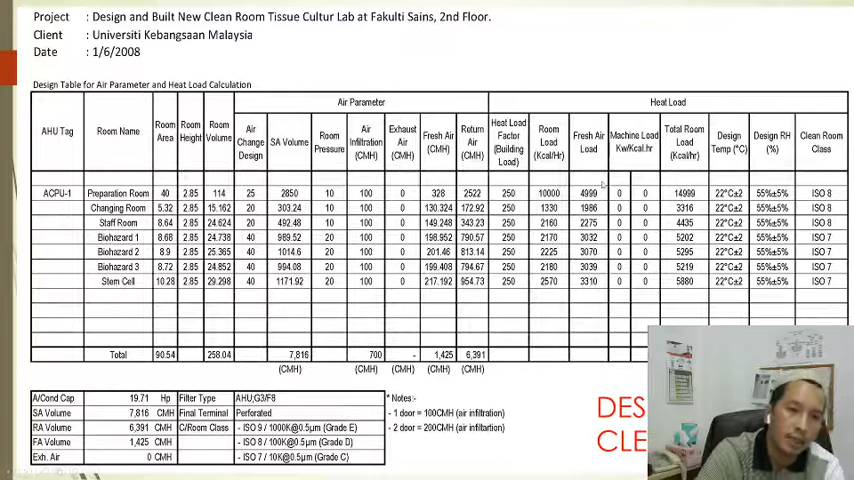 Project : Design and Built New Clean Room Tissue Cultur Lab at Fakulti Sains, 2nd Floor.
Client : Universiti Kebangsaan Malaysia
Date : 1/6/2008
Design Table for Air Parameter and Heat Load Calculation
Air Parameter Heat Load
AHU Tag Room Name Room Area Room Height Room Volume Air Change Design SA Volume Room Pressure Air Infiltration (CMH) Exhaust Air (CMH) Fresh Air (CMH) Return Air (CMH) Heat Load Factor (Building Load) Room Load (Kcal/Hr) Fresh Air Load Machine Load Kw/Kcal.hr Total Room Load (Kcal/hr) Design Temp (°C) Design RH (%) Clean Room Class
ACPU-1 Preparation Room 40 2.85 114 25 2850 10 100 0 328 2522 250 10000 4999 0 0 14999 22°C±2 55%±5% ISO 8
Changing Room 5.32 2.85 15.162 20 303.24 10 100 0 130.324 172.92 250 1330 1986 0 0 3316 22°C±2 55%±5% ISO 8
Staff Room 8.64 2.85 24.624 20 492.48 10 100 0 149.248 343.23 250 2160 2275 0 0 4435 22°C±2 55%±5% ISO 8
Biohazard 1 8.68 2.85 24.738 40 989.52 20 100 0 198.952 790.57 250 2170 3032 0 0 5202 22°C±2 55%±5% ISO 7
Biohazard 2 8.9 2.85 25.365 40 1014.6 20 100 0 201.46 813.14 250 2225 3070 0 0 5295 22°C±2 55%±5% ISO 7
Biohazard 3 8.72 2.85 24.852 40 994.08 20 100 0 199.408 794.67 250 2180 3039 0 0 5219 22°C±2 55%±5% ISO 7
Stem Cell 10.28 2.85 29.298 40 1171.92 20 100 0 217.192 954.73 250 2570 3310 0 0 5880 22°C±2 55%±5% ISO 7
Total 90.54 258.04 7,816 700 - 1,425 6,391
(CMH) (CMH) (CMH) (CMH) (CMH)
A/Cond Cap 19.71 Hp Filter Type AHU;G3/F8 * Notes:-
SA Volume 7,816 CMH Final Terminal Perforated - 1 door = 100CMH (air infiltration)
RA Volume 6,391 CMH C/Room Class - ISO 9 / 1000K@0.5µm (Grade E) - 2 door = 200CMH (air infiltartion)
FA Volume 1,425 CMH - ISO 8 / 100K@0.5µm (Grade D)
Exh. Air 0 CMH - ISO 7 / 10K@0.5µm (Grade C)
DES
CLE